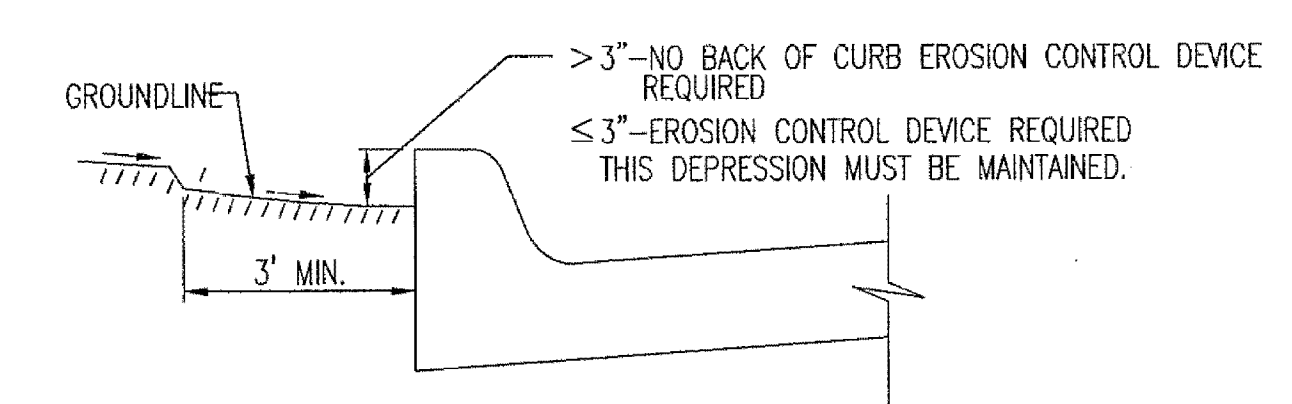 > 3"–NO BACK OF CURB EROSION CONTROL DEVICE
REQUIRED
GROUNDLINE
≤ 3"–EROSION CONTROL DEVICE REQUIRED
THIS DEPRESSION MUST BE MAINTAINED.
3' MIN.